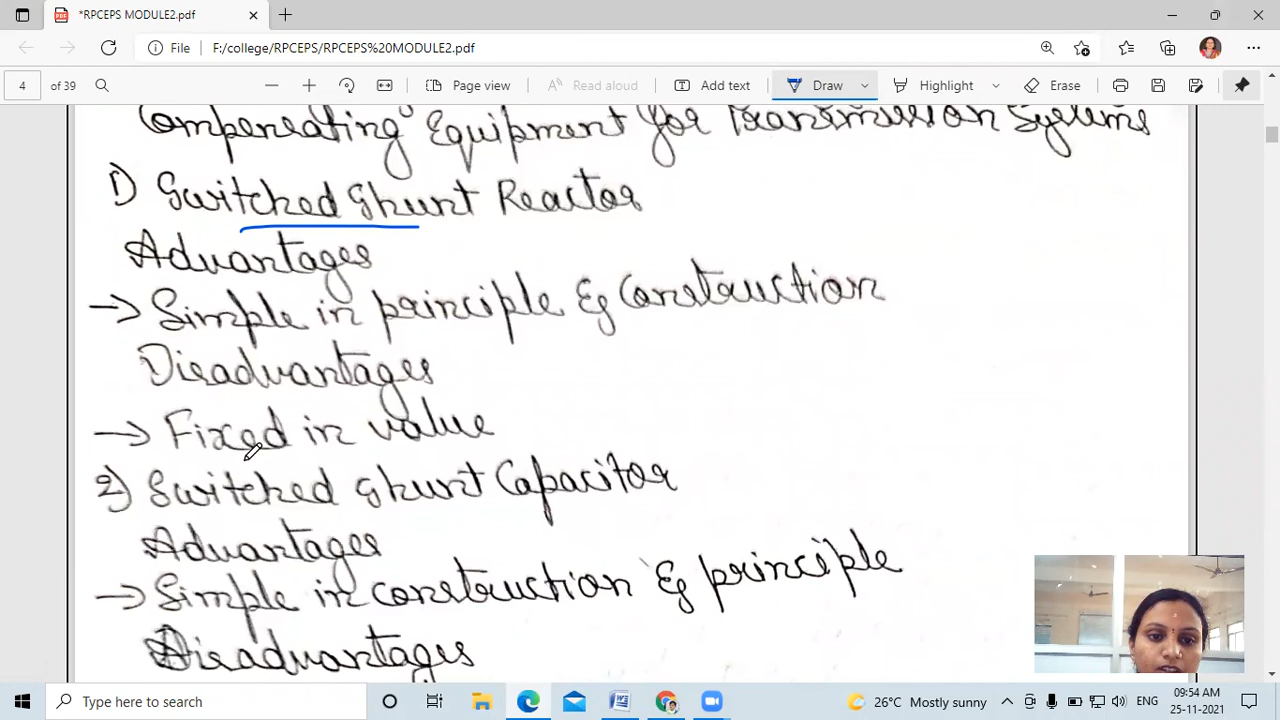 *RPCEPS MODULE2.pdf
File
F:/college/RPCEPS/RPCEPS%20MODULE2.pdf
4 of 39
Page view
Read aloud
Add text
Draw
Highlight
Erase
Compensating Equipment for Transmission Systems
1) Switched Shunt Reactor
Advantages
→ Simple in principle & Construction
Disadvantages
→ Fixed in value
2) Switched Shunt Capacitor
Advantages
→ Simple in construction & principle
Disadvantages
Type here to search
26°C Mostly sunny
09:54 AM
25-11-2021